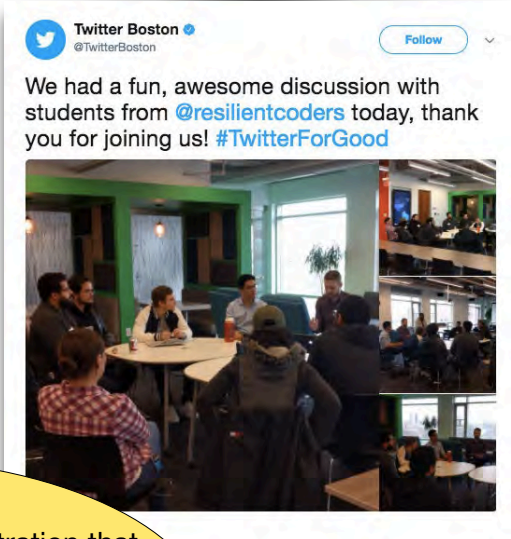 Twitter Boston
@TwitterBoston
Follow
We had a fun, awesome discussion with
students from @resilientcoders today, thank
you for joining us! #TwitterForGood